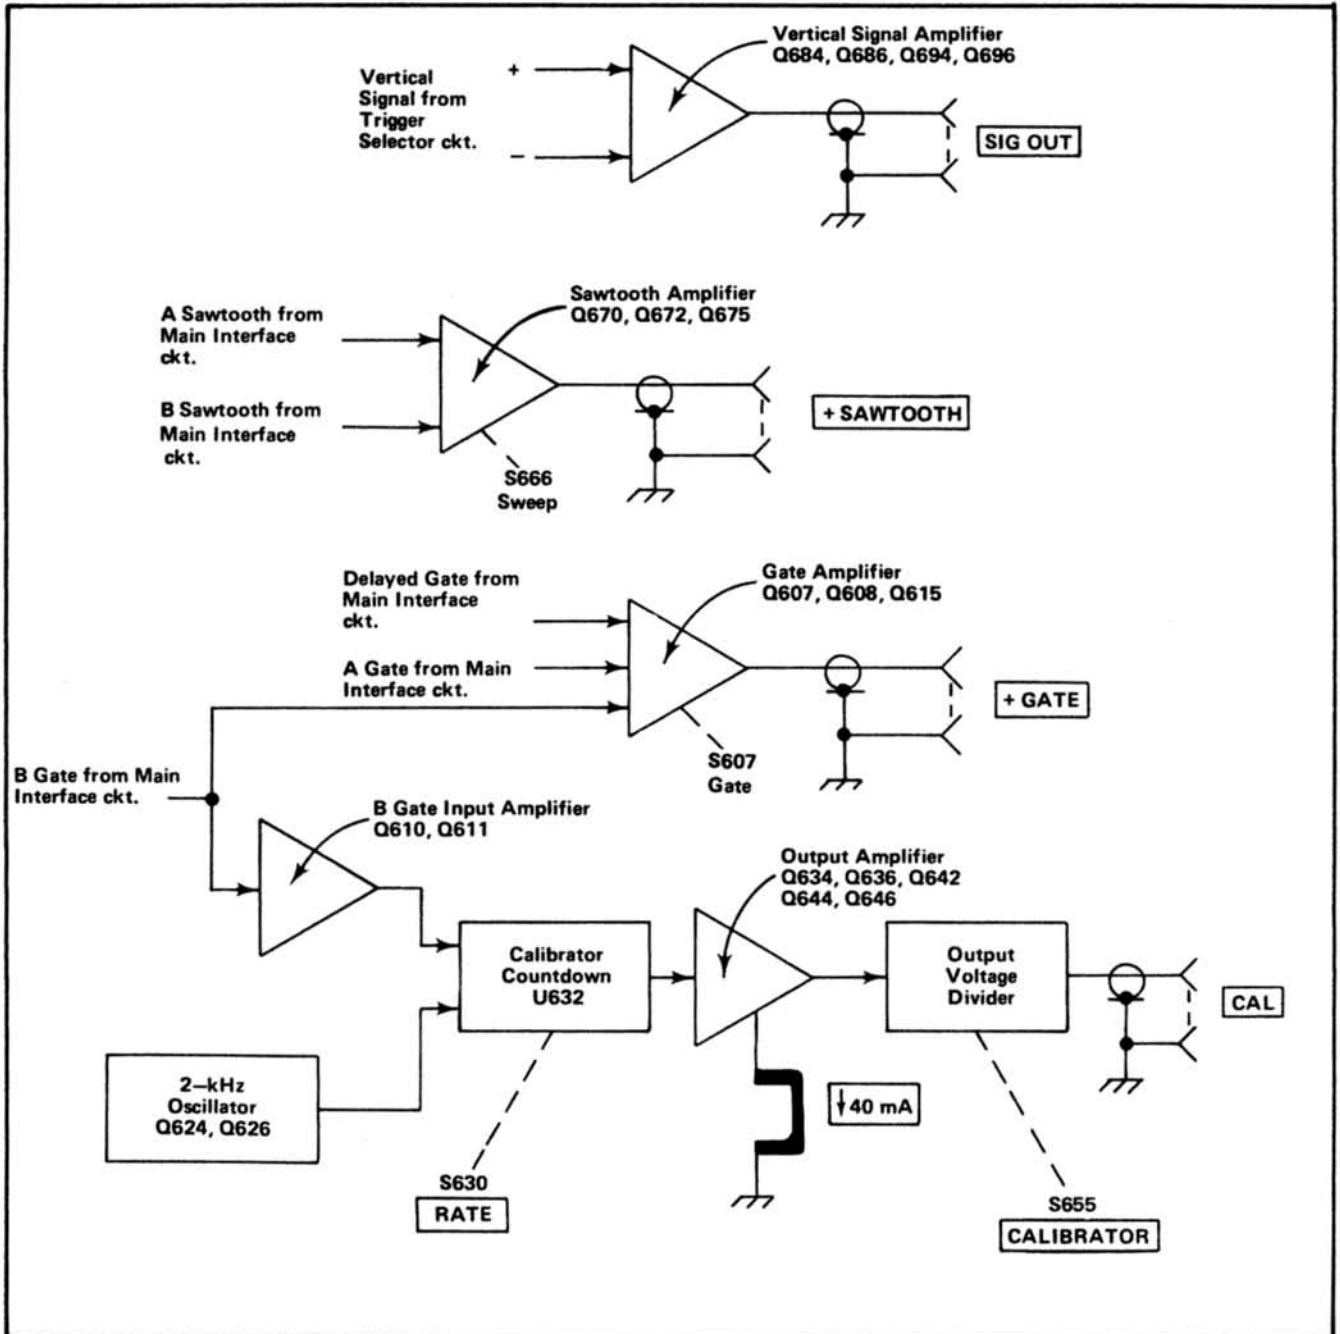 Vertical Signal Amplifier
Q684, Q686, Q694, Q696
Vertical
Signal from
Trigger
Selector ckt.
+
−
SIG OUT
Sawtooth Amplifier
Q670, Q672, Q675
A Sawtooth from
Main Interface
ckt.
B Sawtooth from
Main Interface
ckt.
+ SAWTOOTH
S666
Sweep
Gate Amplifier
Q607, Q608, Q615
Delayed Gate from
Main Interface
ckt.
A Gate from Main
Interface ckt.
+ GATE
S607
Gate
B Gate from Main
Interface ckt.
B Gate Input Amplifier
Q610, Q611
Output Amplifier
Q634, Q636, Q642
Q644, Q646
Calibrator
Countdown
U632
Output
Voltage
Divider
CAL
2–kHz
Oscillator
Q624, Q626
↓40 mA
S630
RATE
S655
CALIBRATOR